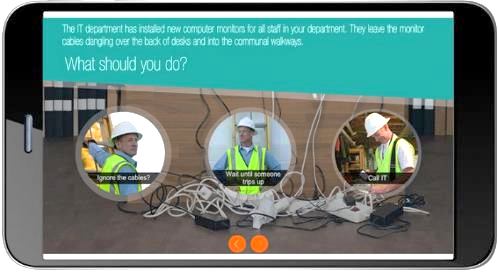 The IT department has installed new computer monitors for all staff in your department. They leave the monitor
cables dangling over the back of desks and into the communal walkways.
What should you do?
Ignore the cables?
Wait until someone
trips up
Call IT